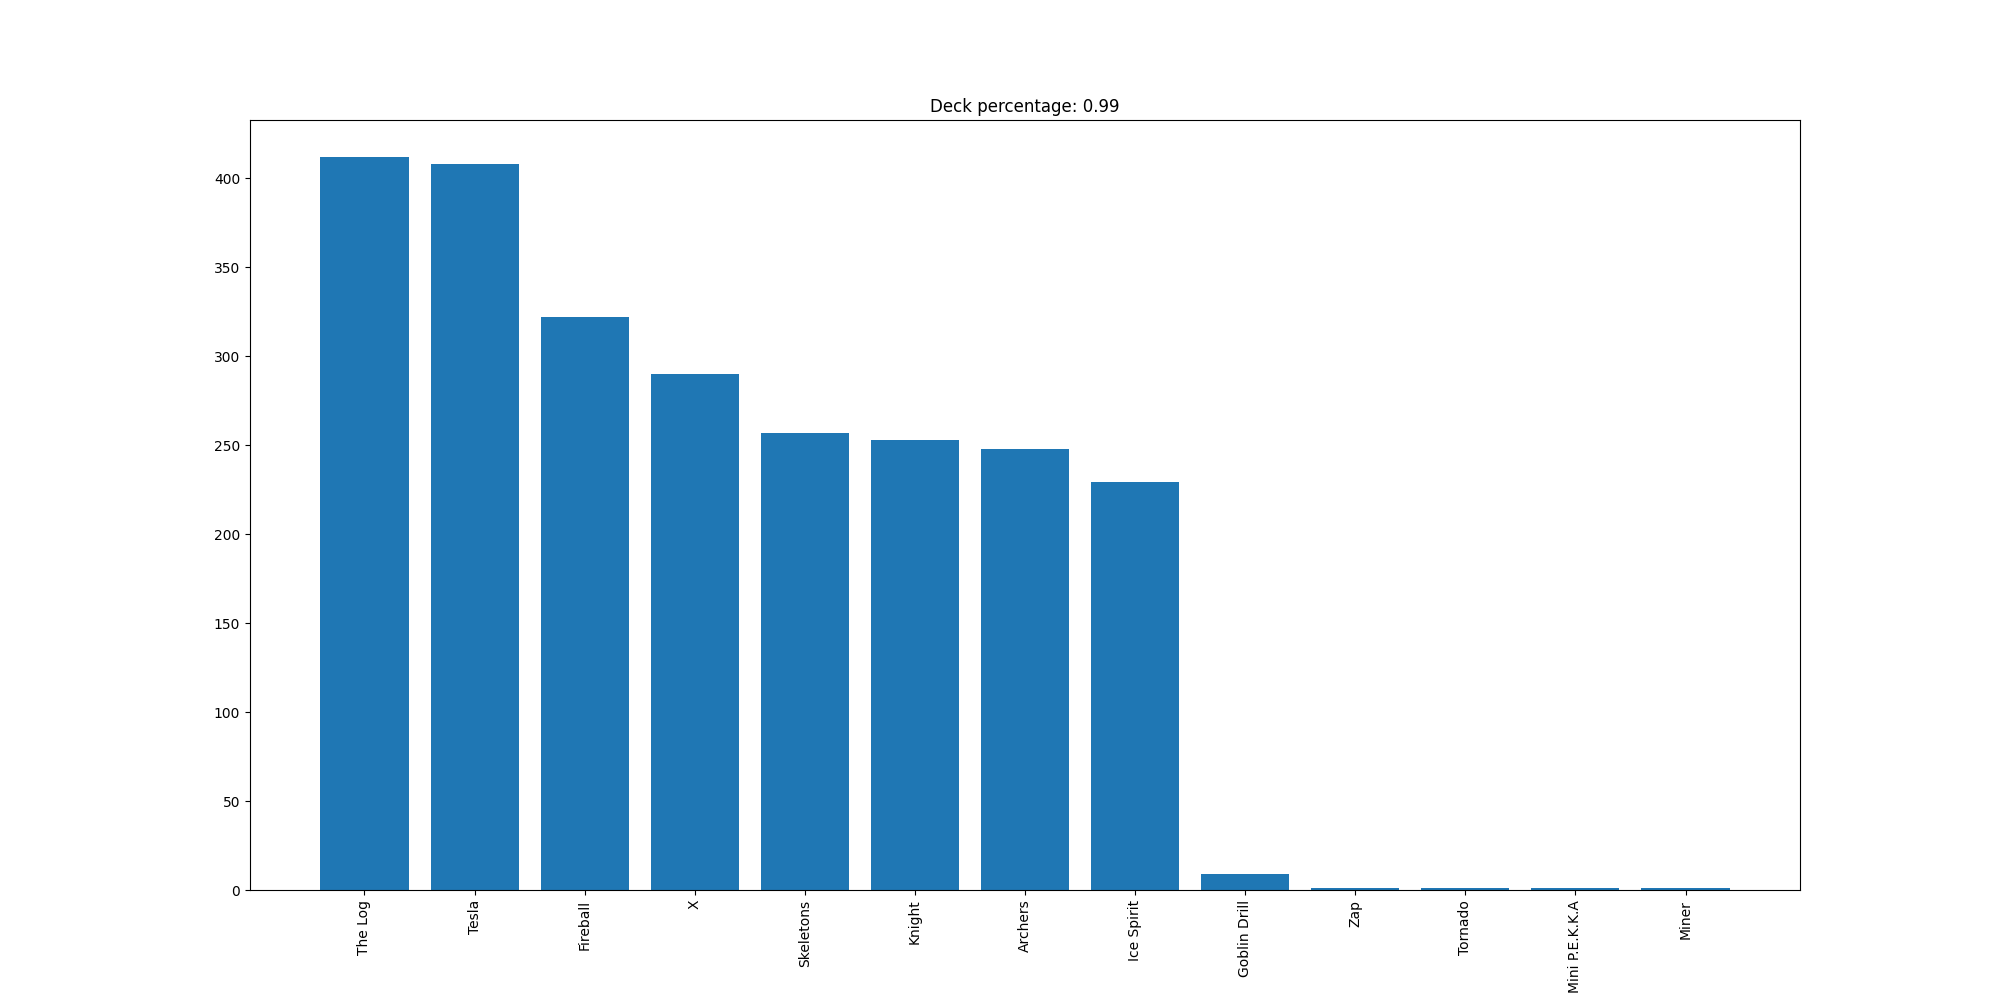 Deck percentage: 0.99
400
350
300
250
200
150
100
50
0
The Log
Tesla
Fireball
X
Skeletons
Knight
Archers
Ice Spirit
Goblin Drill
Zap
Tornado
Mini P.E.K.K.A
Miner